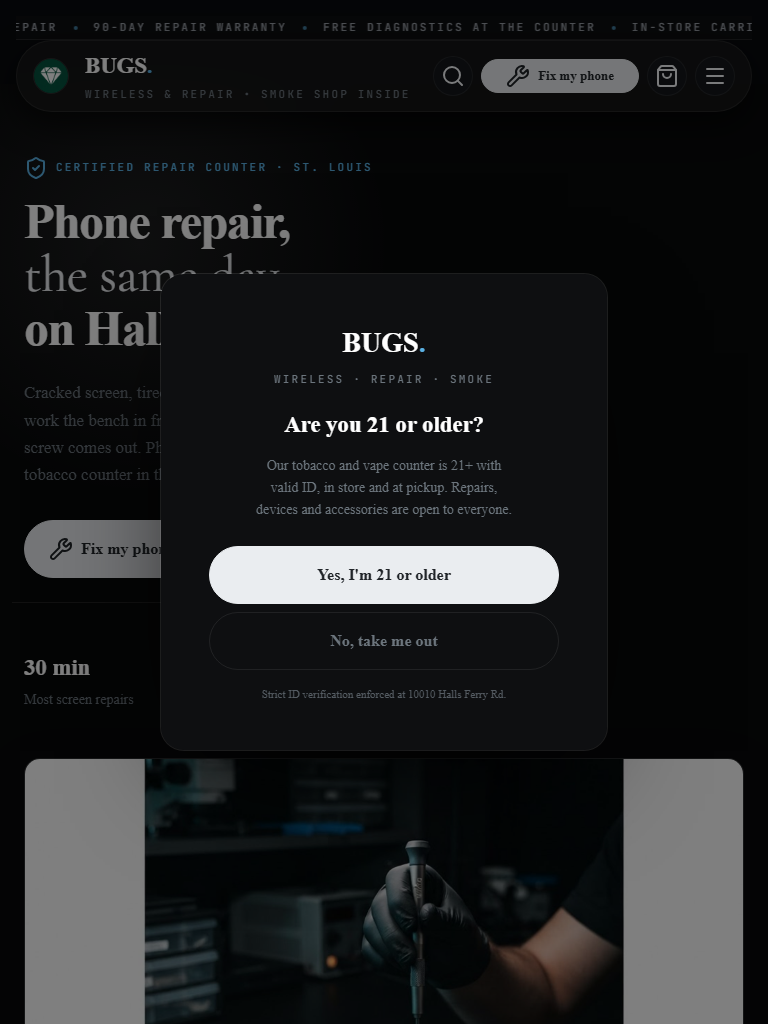 EPAIR • 90-DAY REPAIR WARRANTY • FREE DIAGNOSTICS AT THE COUNTER • IN-STORE CARRI
BUGS.
WIRELESS & REPAIR · SMOKE SHOP INSIDE
Fix my phone
CERTIFIED REPAIR COUNTER · ST. LOUIS
Phone repair,
the same day
on Hall
Cracked screen, tire
work the bench in fr
screw comes out. Ph
tobacco counter in t
Fix my phon
30 min
Most screen repairs
BUGS.
WIRELESS · REPAIR · SMOKE
Are you 21 or older?
Our tobacco and vape counter is 21+ with
valid ID, in store and at pickup. Repairs,
devices and accessories are open to everyone.
Yes, I'm 21 or older
No, take me out
Strict ID verification enforced at 10010 Halls Ferry Rd.